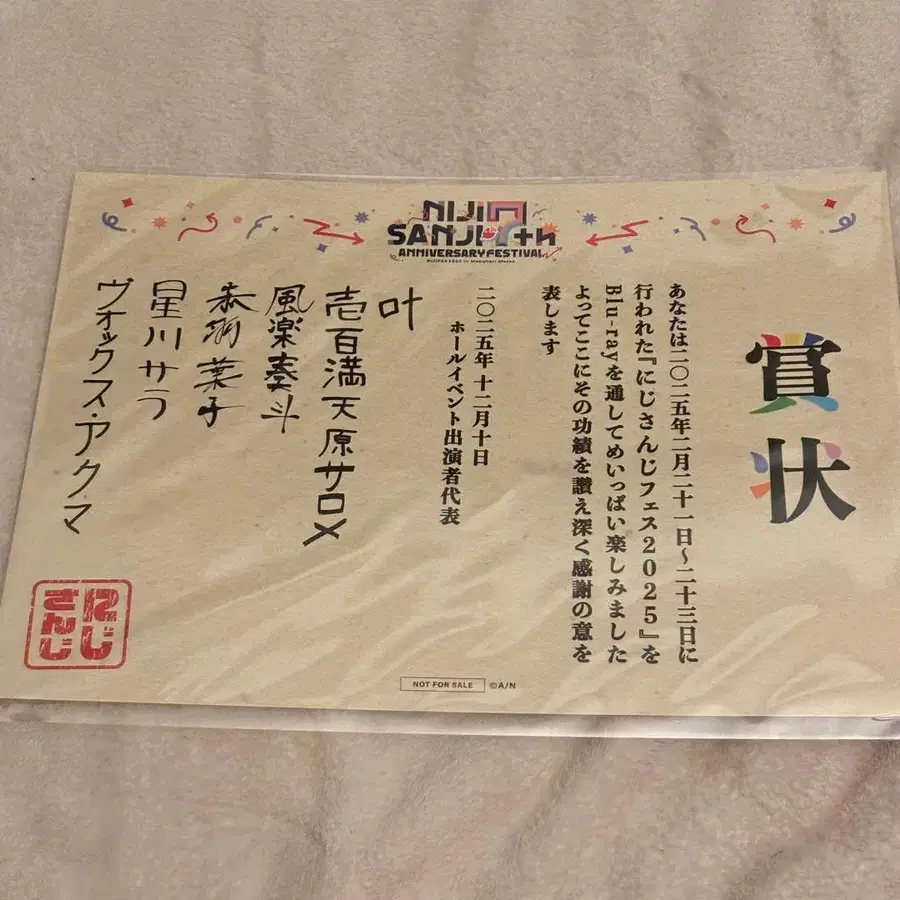 NIJI
SANJI 7th
ANNIVERSARY FESTIVAL
賞状
あなたは二〇二五年二月二十一日～二十三日に
行われた『にじさんじフェス2025』を
Blu-rayを通してめいっぱい楽しみました
よってここにその功績を讃え深く感謝の意を
表します
二〇二五年十二月十日
ホールイベント出演者代表
叶
壱百満天原サロメ
風楽奏斗
葉子
星川サラ
ヴォックス・アクマ
にじ
さんじ
NOT FOR SALE ©A/N